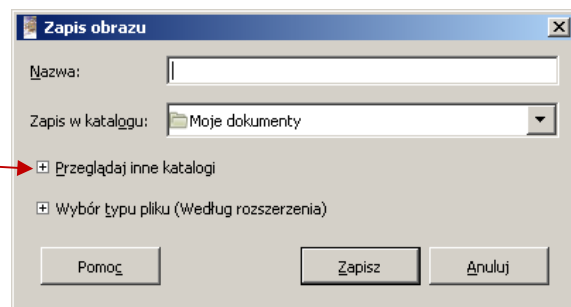 Zapis obrazu
Nazwa:
Zapis w katalogu: Moje dokumenty
Przeglądaj inne katalogi
Wybór typu pliku (Według rozszerzenia)
Pomoc Zapisz Anuluj